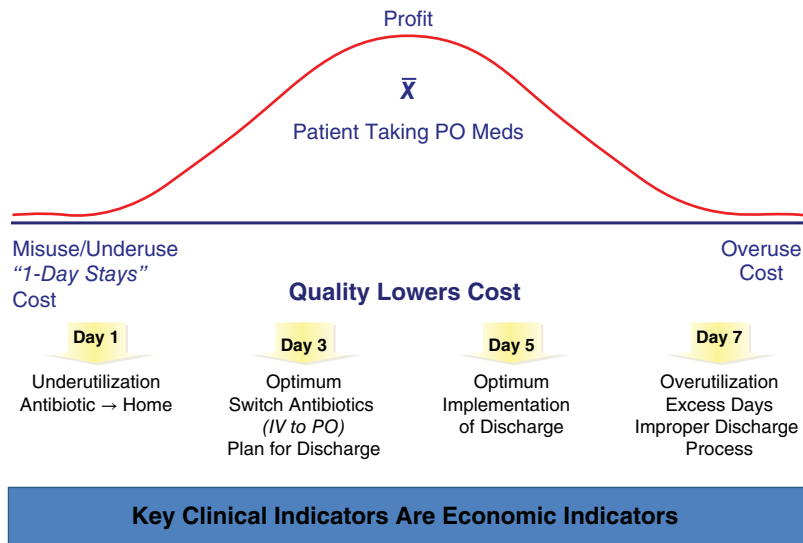 Profit
X̄
Patient Taking PO Meds
Misuse/Underuse
“1-Day Stays”
Cost
Overuse
Cost
Quality Lowers Cost
Day 1
Underutilization
Antibiotic → Home
Day 3
Optimum
Switch Antibiotics
(IV to PO)
Plan for Discharge
Day 5
Optimum
Implementation
of Discharge
Day 7
Overutilization
Excess Days
Improper Discharge
Process
Key Clinical Indicators Are Economic Indicators